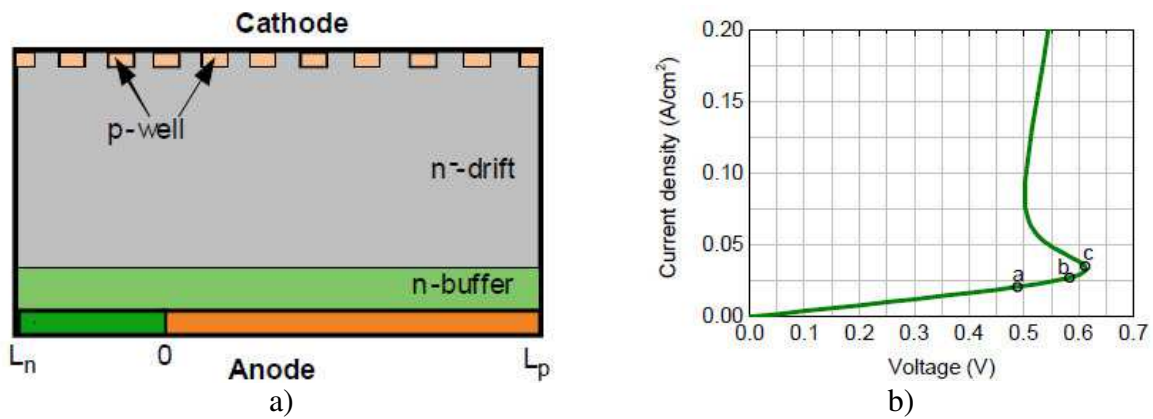 Cathode
p-well
n⁻-drift
n-buffer
Lₙ 0 Lₚ
Anode
a)
0.20
0.15
0.10
0.05
0.00
Current density (A/cm²)
a b c
0.0 0.1 0.2 0.3 0.4 0.5 0.6 0.7
Voltage (V)
b)